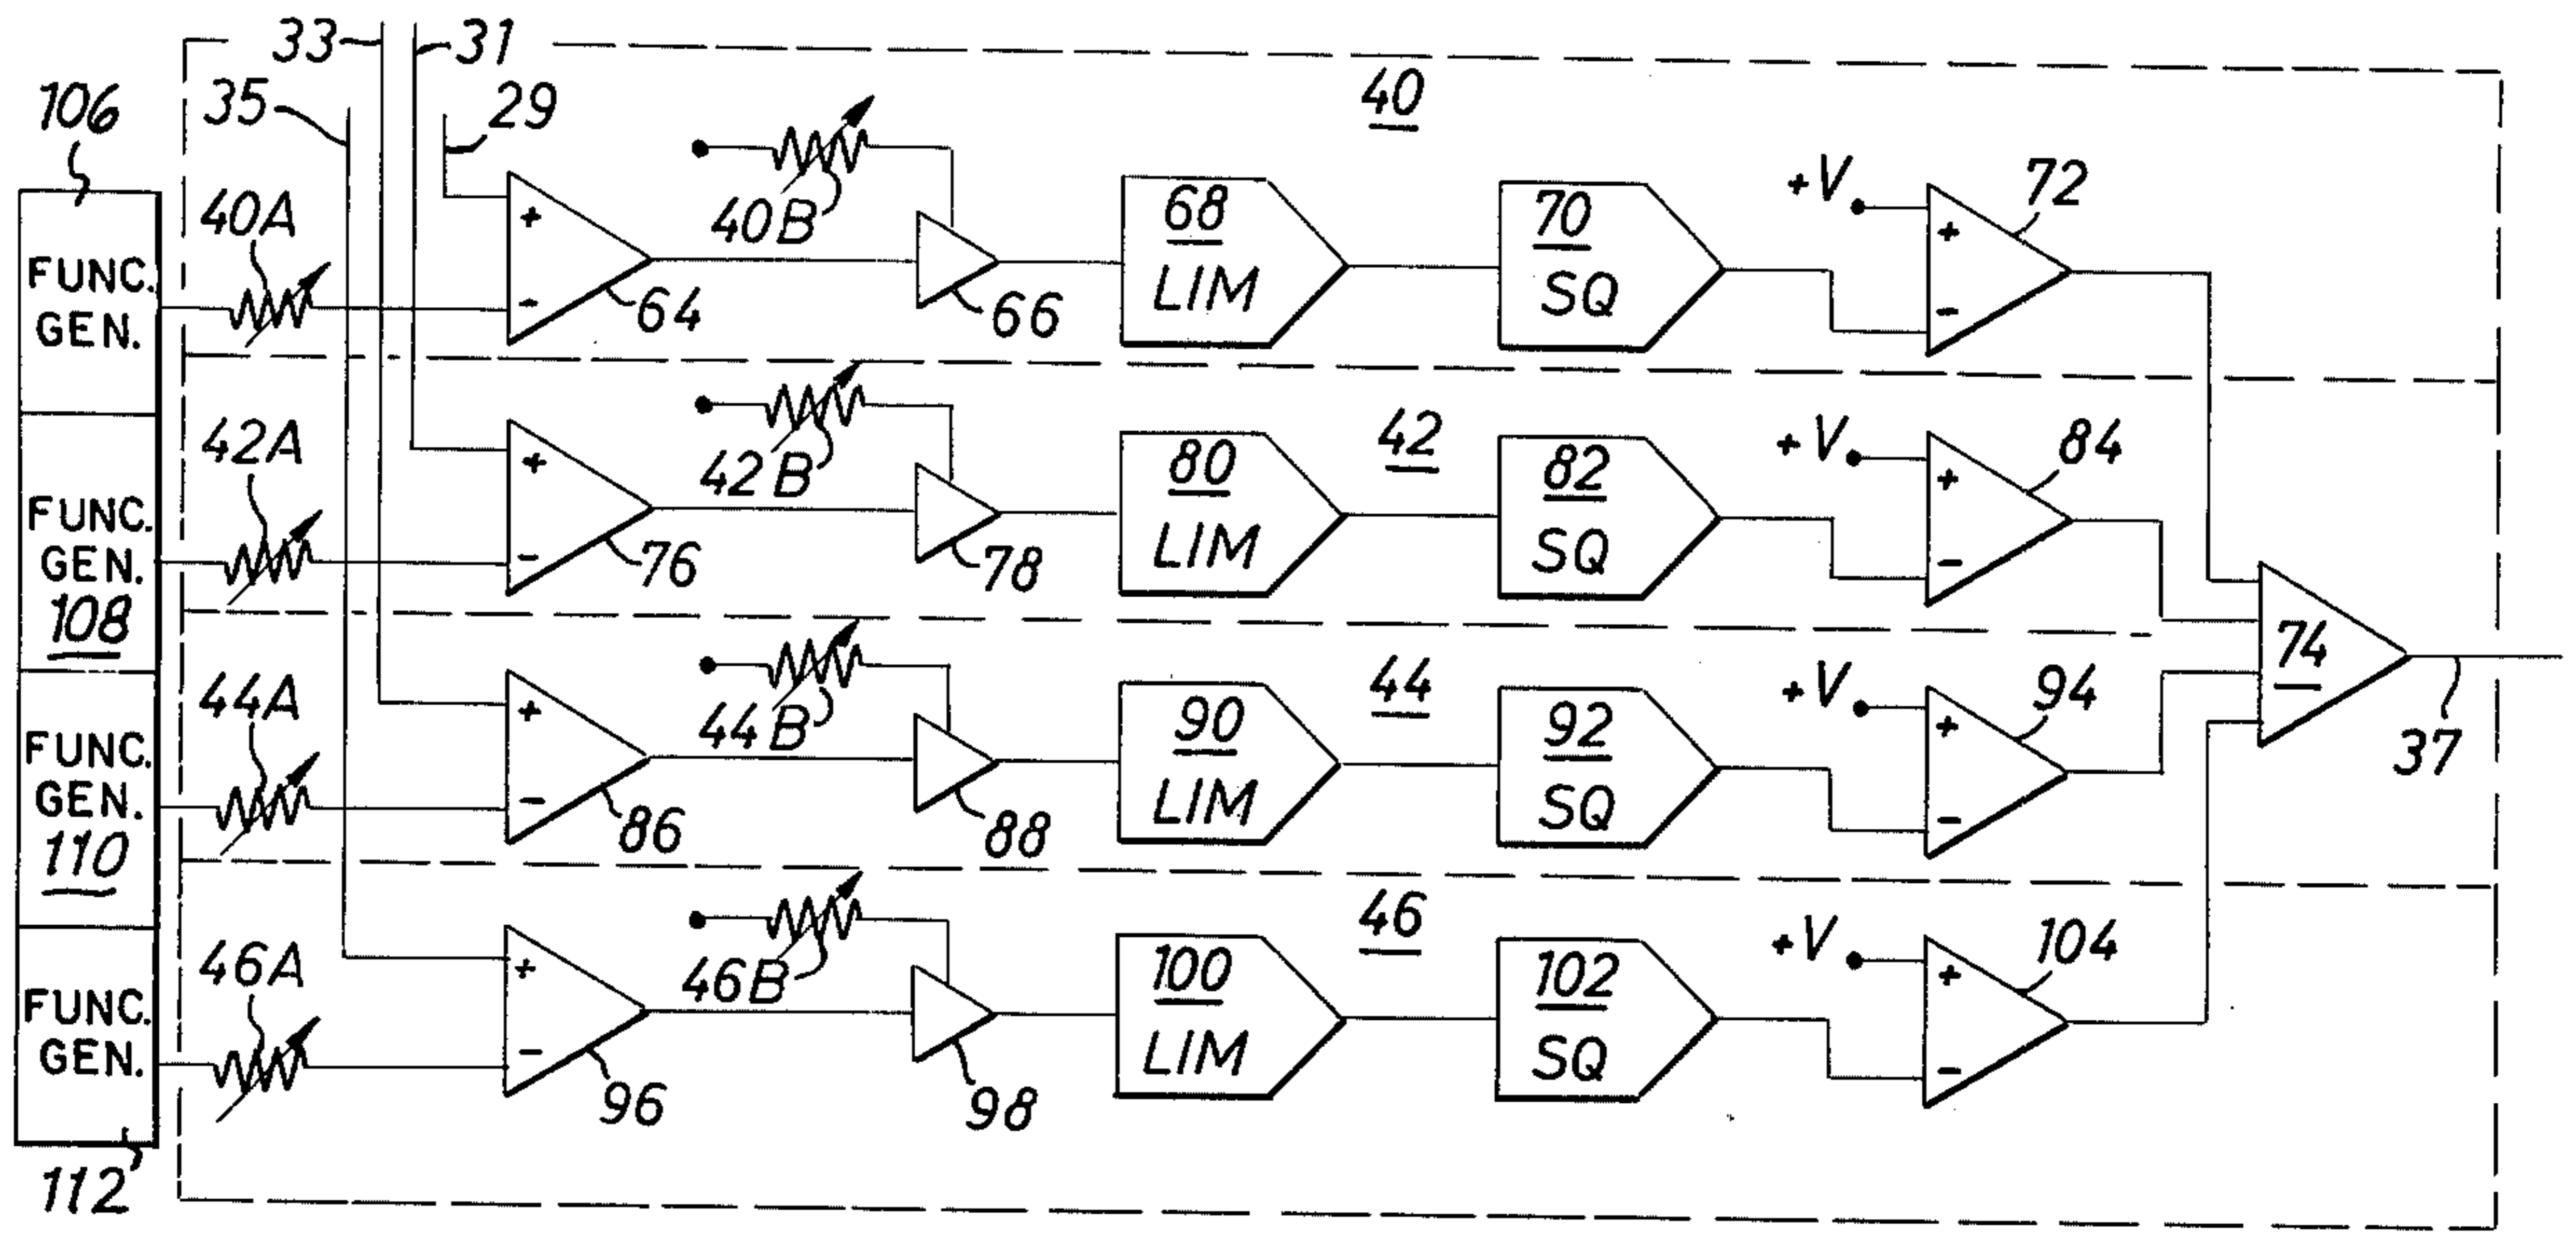 33
31
40
106
35
29
+V
72
40A
68
70
FUNC.
GEN.
+
40B
LIM
SQ
+
-
64
66
-
42A
42B
42
+V
84
80
82
FUNC.
GEN.
108
+
LIM
SQ
+
-
76
78
-
44A
44B
44
+V
94
74
37
90
92
FUNC.
GEN.
110
+
LIM
SQ
+
-
86
88
-
46A
46B
46
+V
104
100
102
FUNC.
GEN.
+
LIM
SQ
+
-
96
98
-
112